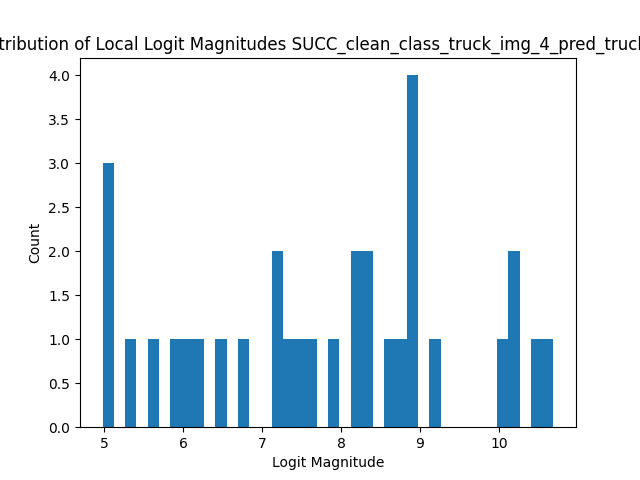 tribution of Local Logit Magnitudes SUCC_clean_class_truck_img_4_pred_truck
4.0
3.5
3.0
2.5
2.0
1.5
1.0
0.5
0.0
Count
5 6 7 8 9 10
Logit Magnitude